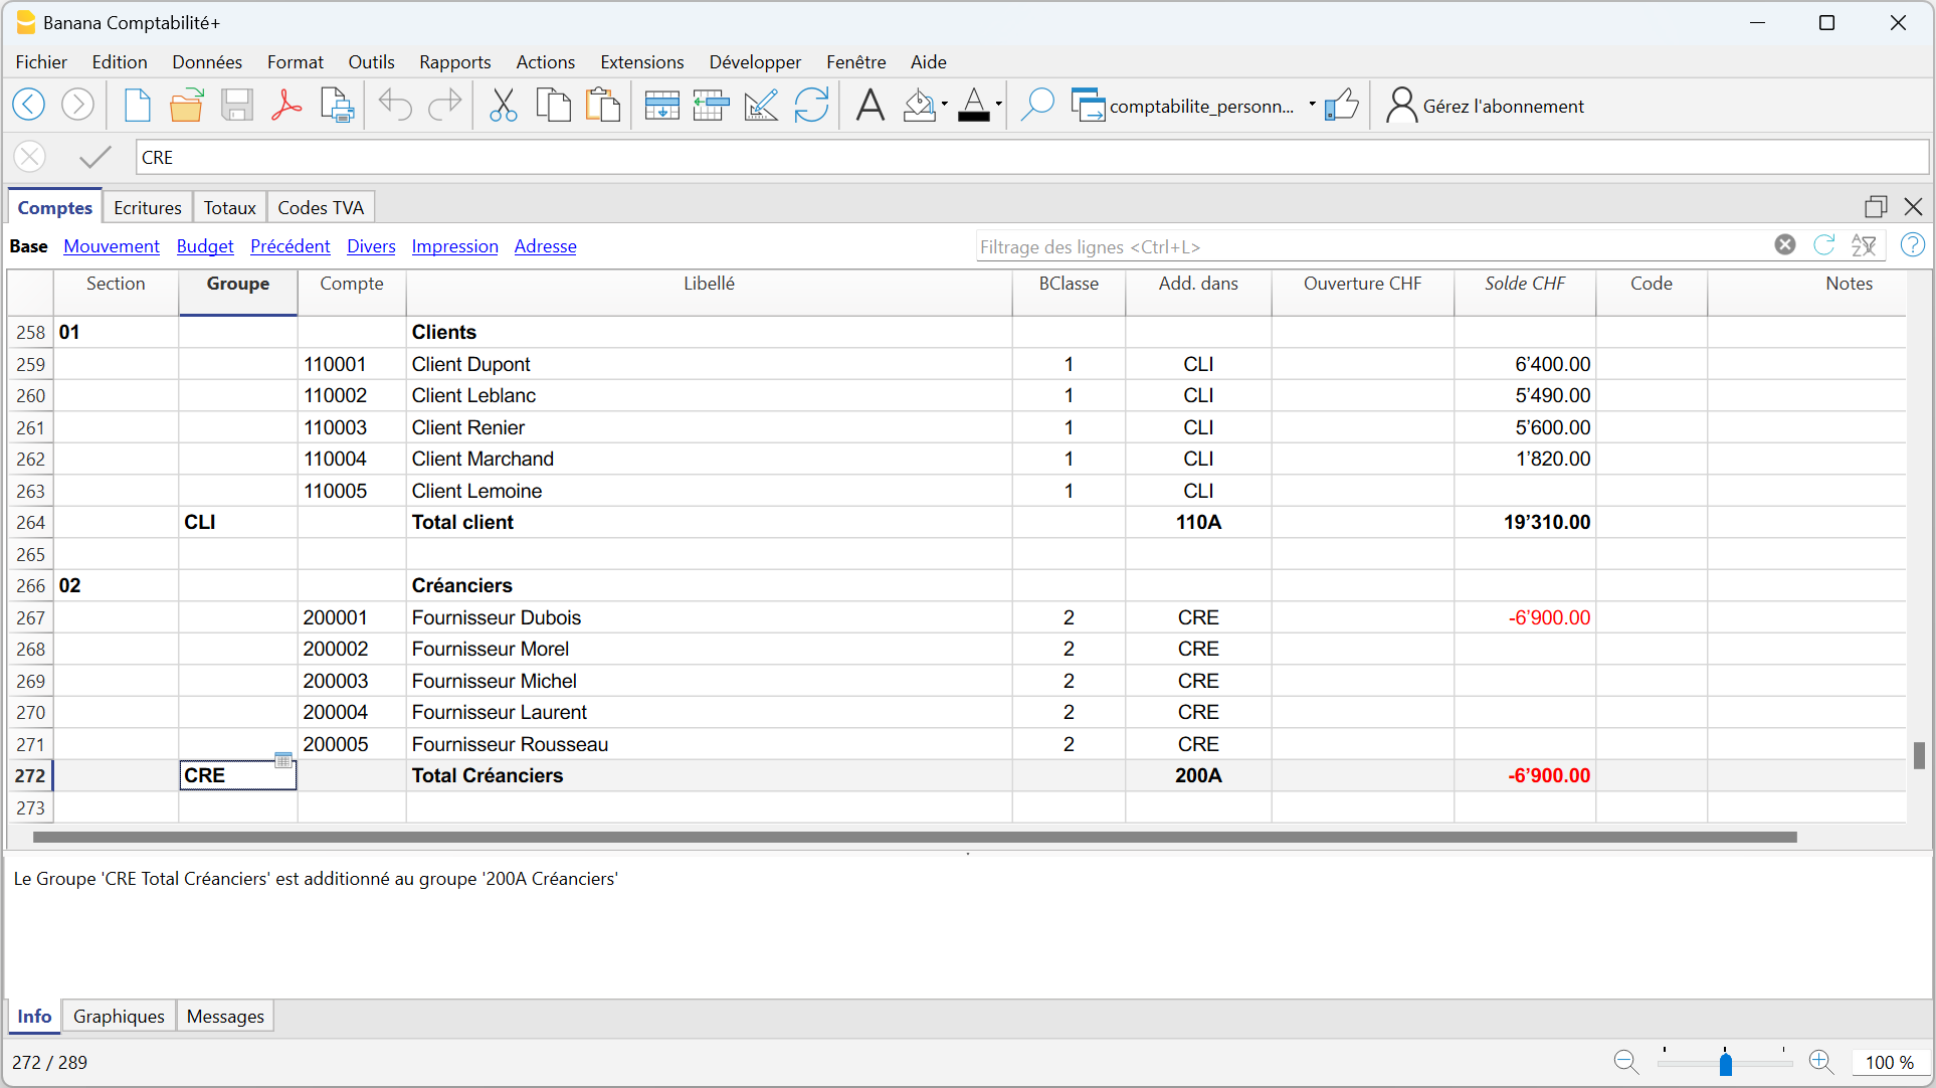 Banana Comptabilité+
Fichier Edition Données Format Outils Rapports Actions Extensions Développer Fenêtre Aide
comptabilite_personn... Gérez l'abonnement
CRE
Comptes Ecritures Totaux Codes TVA
Base Mouvement Budget Précédent Divers Impression Adresse Filtrage des lignes <Ctrl+L>
Section Groupe Compte Libellé BClasse Add. dans Ouverture CHF Solde CHF Code Notes
258 01 Clients
259 110001 Client Dupont 1 CLI 6’400.00
260 110002 Client Leblanc 1 CLI 5’490.00
261 110003 Client Renier 1 CLI 5’600.00
262 110004 Client Marchand 1 CLI 1’820.00
263 110005 Client Lemoine 1 CLI
264 CLI Total client 110A 19’310.00
265
266 02 Créanciers
267 200001 Fournisseur Dubois 2 CRE -6’900.00
268 200002 Fournisseur Morel 2 CRE
269 200003 Fournisseur Michel 2 CRE
270 200004 Fournisseur Laurent 2 CRE
271 200005 Fournisseur Rousseau 2 CRE
272 CRE Total Créanciers 200A -6’900.00
273
Le Groupe 'CRE Total Créanciers' est additionné au groupe '200A Créanciers'
Info Graphiques Messages
272 / 289 100 %